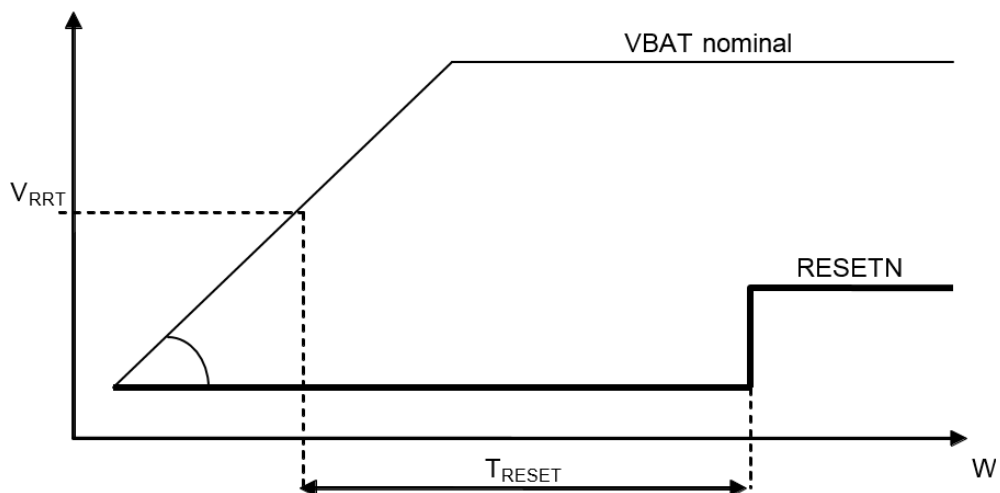 VBAT nominal
VRRT
RESETN
TRESET
W